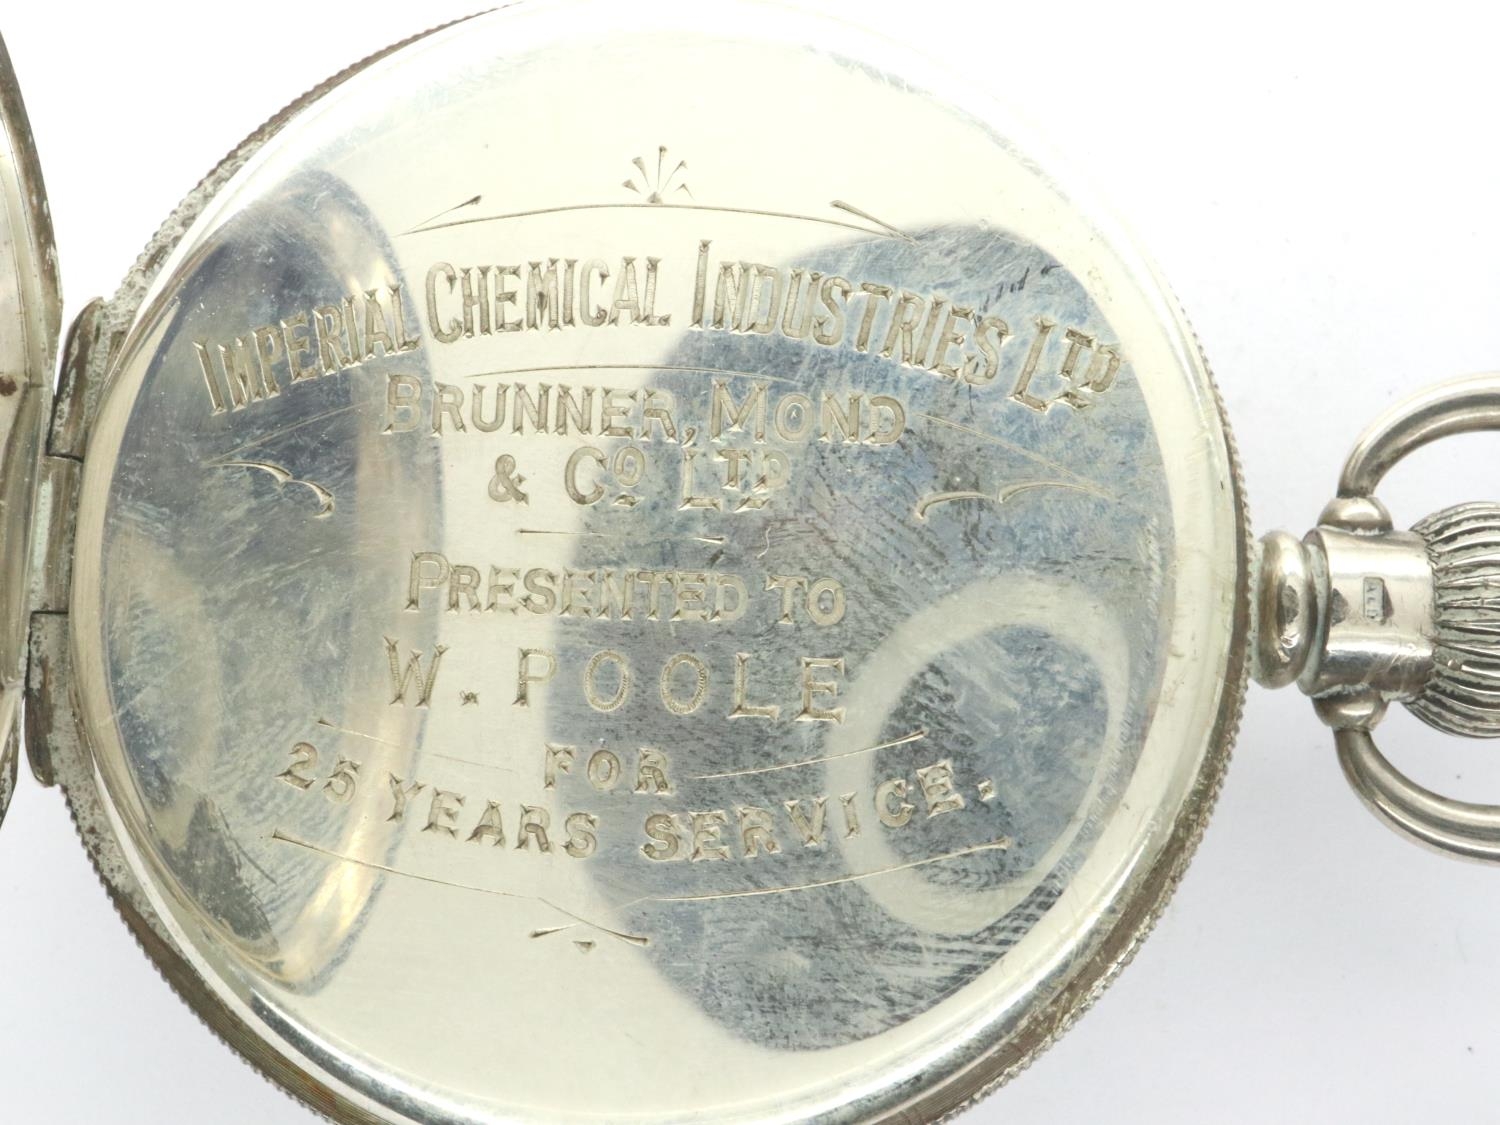 IMPERIAL CHEMICAL INDUSTRIES LTD
BRUNNER, MOND
& CO LTD
PRESENTED TO
W. POOLE
FOR
25 YEARS SERVICE.